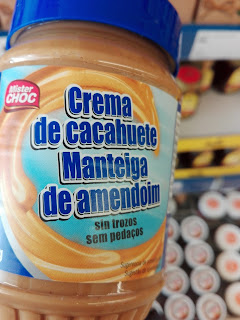 Mister
CHOC
Crema
de cacahuete
Manteiga
de amendoim
sin trozos
sem pedaços